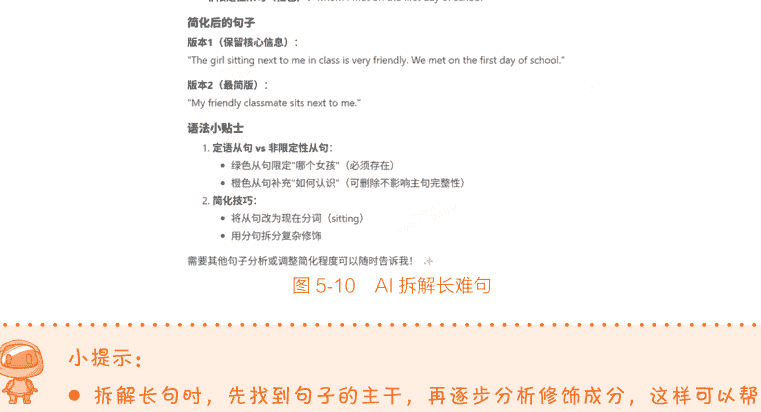 简化后的句子
版本1（保留核心信息）：
"The girl sitting next to me in class is very friendly. We met on the first day of school."
版本2（最简版）：
"My friendly classmate sits next to me."
语法小贴士
1. 定语从句 vs 非限定性从句：
• 绿色从句限定"哪个女孩"（必须存在）
• 橙色从句补充"如何认识"（可删除不影响主句完整性）
2. 简化技巧：
• 将从句改为现在分词（sitting）
• 用分句拆分复杂修饰
需要其他句子分析或调整简化程度可以随时告诉我！ ✨
图 5-10 AI 拆解长难句
小提示：
● 拆解长句时，先找到句子的主干，再逐步分析修饰成分，这样可以帮